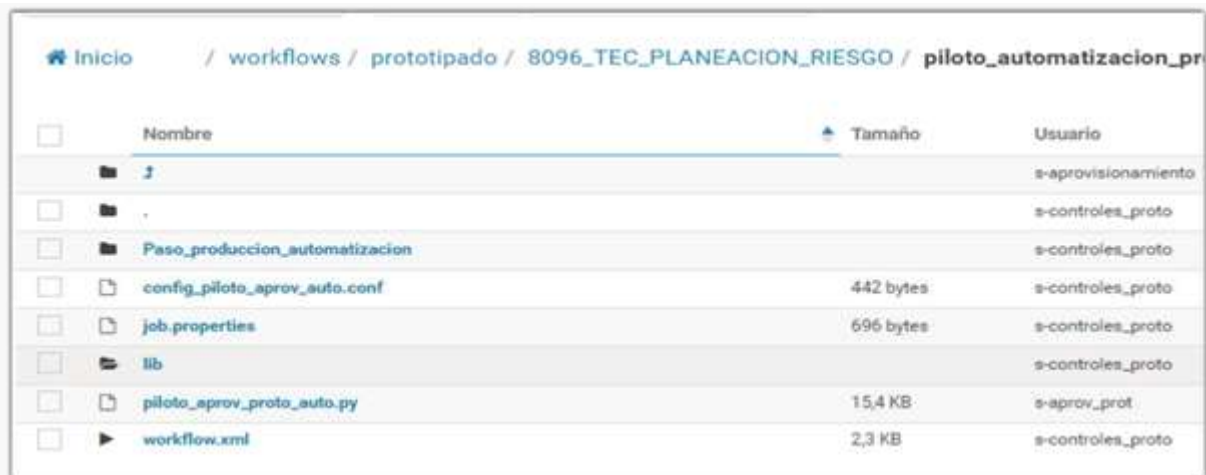 Inicio / workflows / prototipado / 8096_TEC_PLANEACION_RIESGO / piloto_automatizacion_pr
Nombre Tamaño Usuario
s-aprovisionamiento
. s-controles_proto
Paso_produccion_automatizacion s-controles_proto
config_piloto_aprov_auto.conf 442 bytes s-controles_proto
job.properties 696 bytes s-controles_proto
lib s-controles_proto
piloto_aprov_proto_auto.py 15,4 KB s-aprov_prot
workflow.xml 2,3 KB s-controles_proto